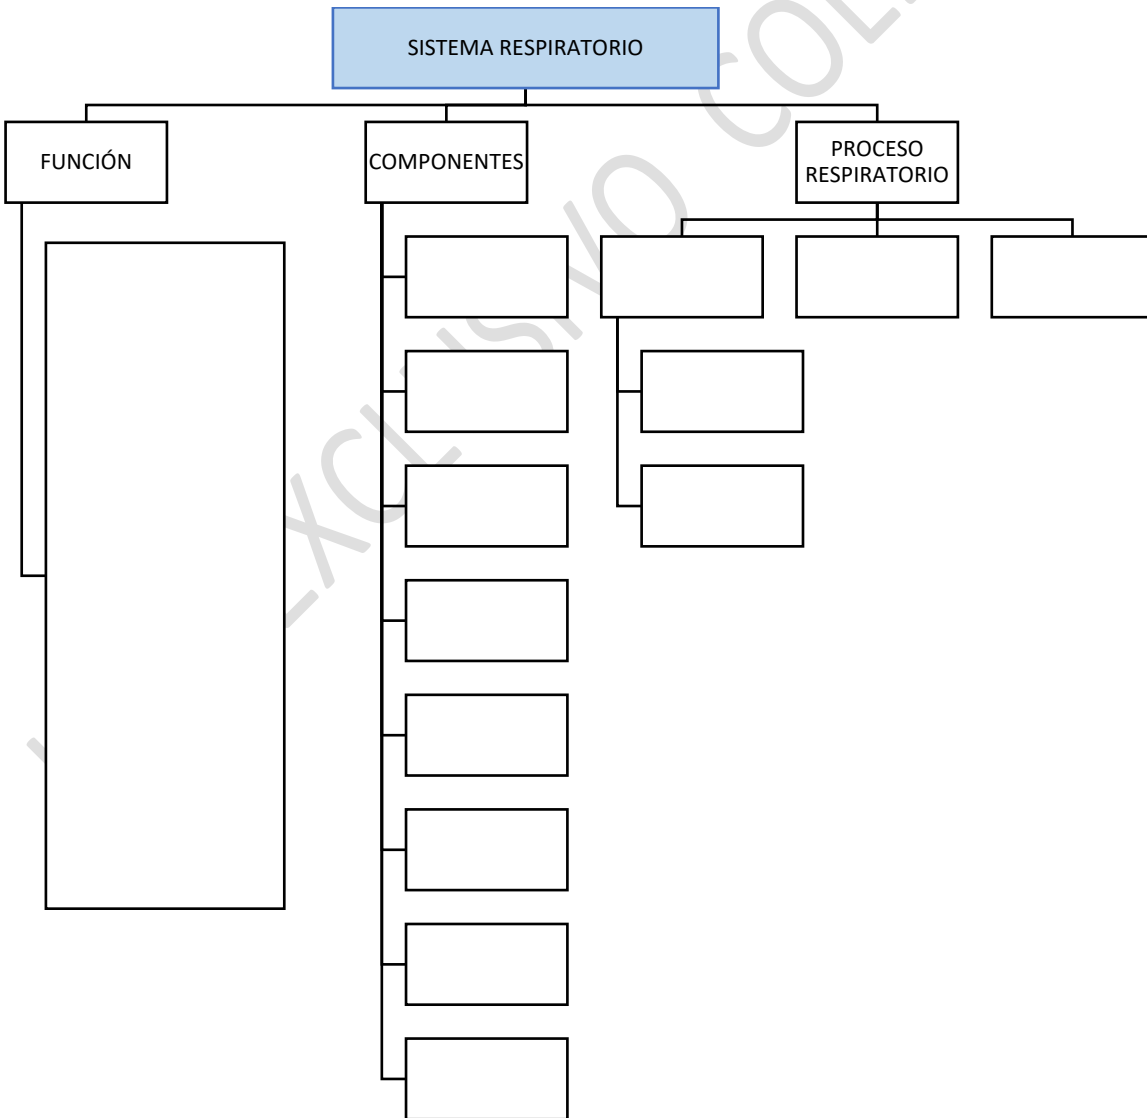 SISTEMA RESPIRATORIO
FUNCIÓN
COMPONENTES
PROCESO
RESPIRATORIO